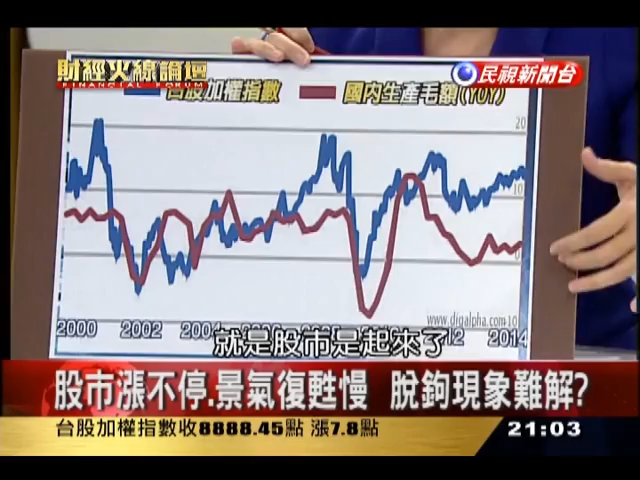 財經火線論壇
FINANCIAL FORUM
民視新聞台
台股加權指數 國內生產毛額(YOY)
20
10
0
www.digalpha.com
10
2000 2002 2004 12 2014
就是股市是起來了
股市漲不停.景氣復甦慢 脫鉤現象難解?
台股加權指數收8888.45點 漲7.8點 21:03